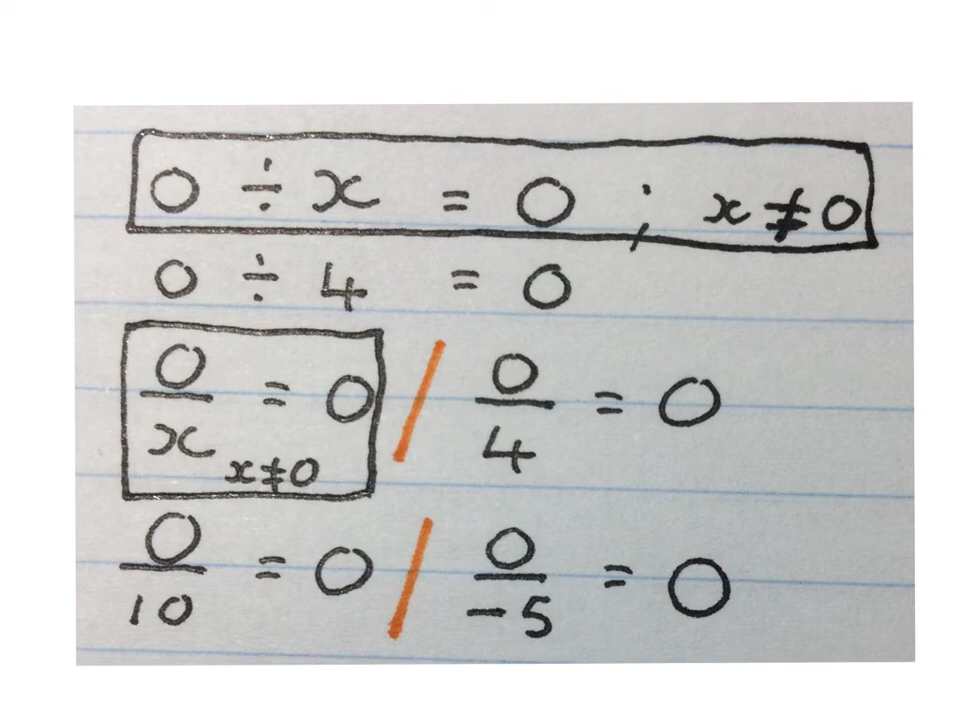 0 ÷ x = 0 ; x ≠ 0
0 ÷ 4 = 0
0/x = 0 x≠0 / 0/4 = 0
0/10 = 0 / 0/-5 = 0